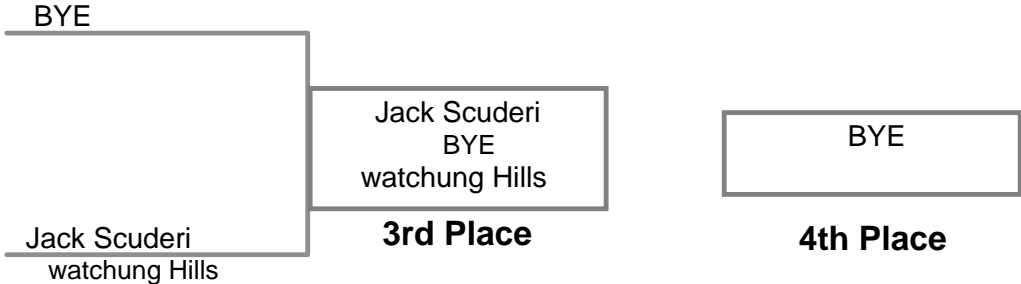 BYE
Jack Scuderi
BYE
watchung Hills
3rd Place
BYE
4th Place
Jack Scuderi
watchung Hills